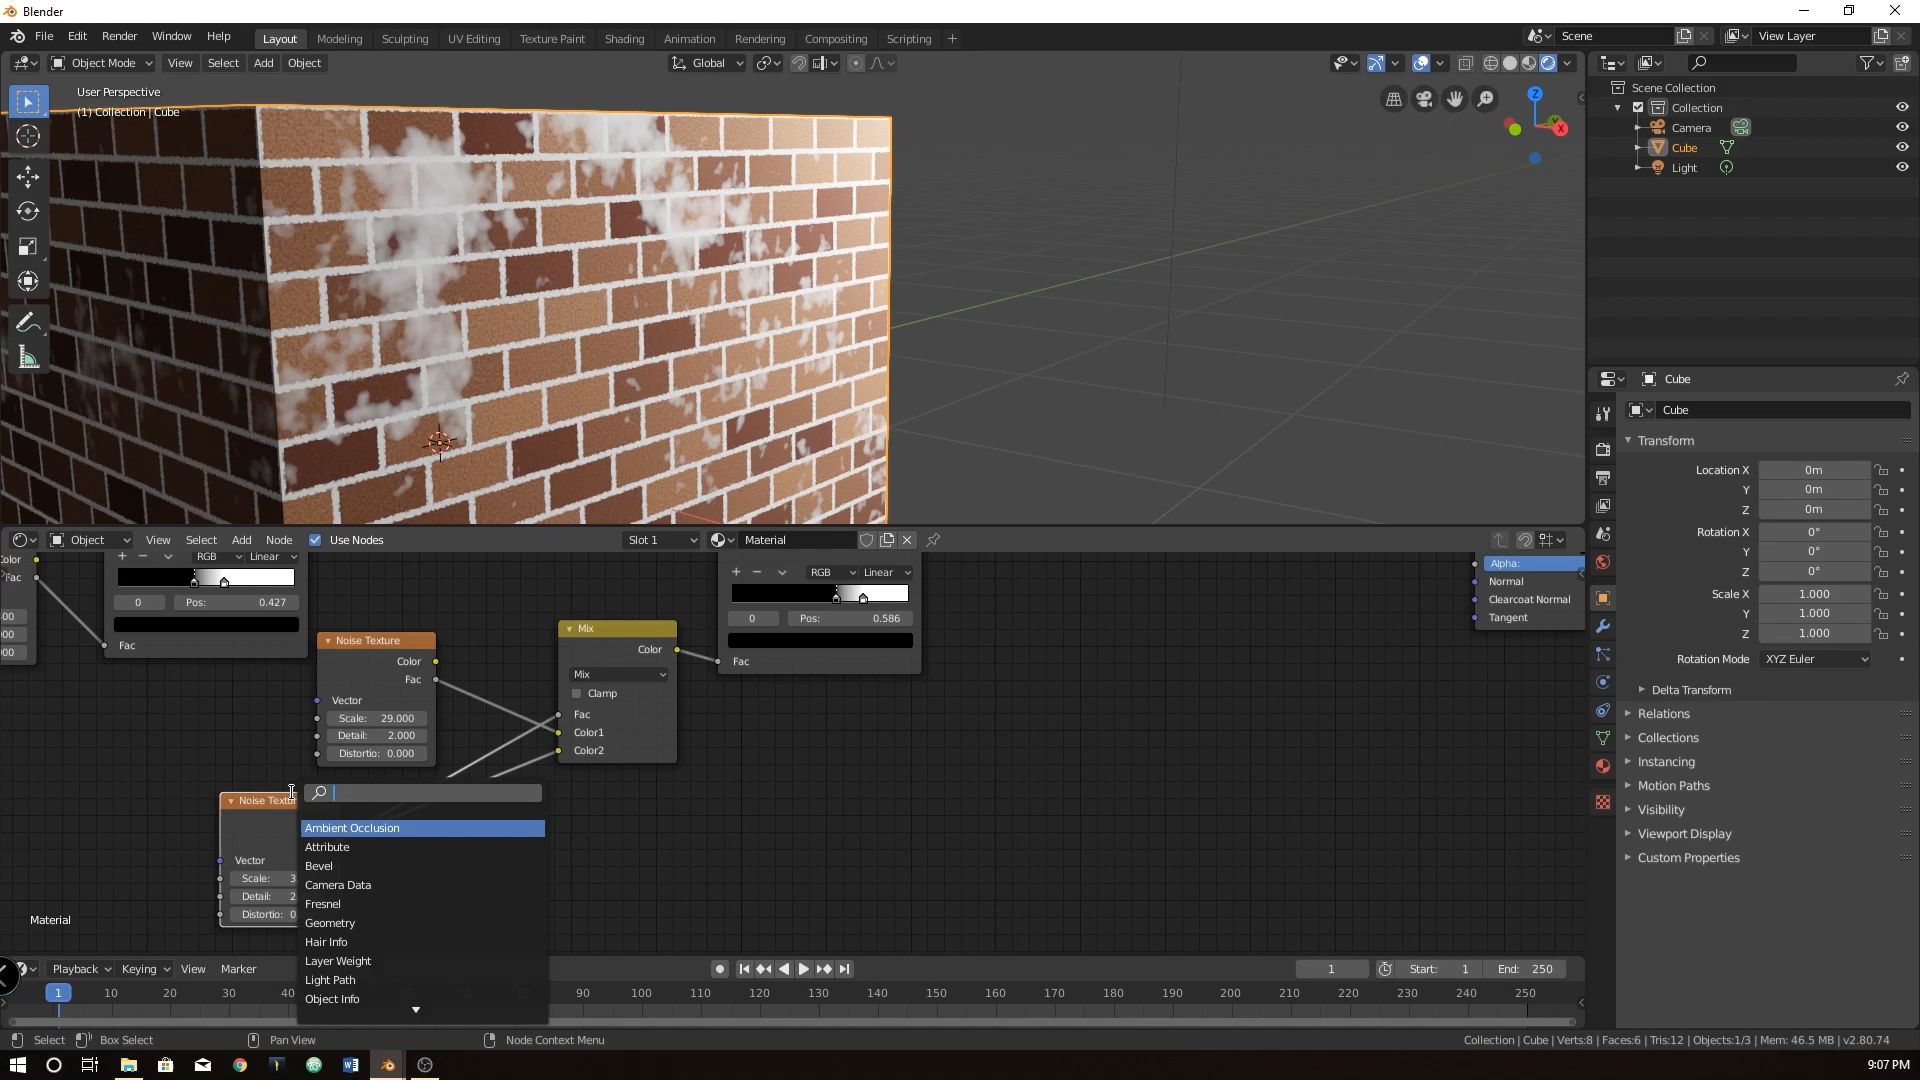 Blender
File Edit Render Window Help
Layout Modeling Sculpting UV Editing Texture Paint Shading Animation Rendering Compositing Scripting
Scene
View Layer
Object Mode View Select Add Object
Global
User Perspective
(1) Collection | Cube
Z
Y
X
Scene Collection
Collection
Camera
Cube
Light
Cube
Cube
Transform
Location X 0m
Y 0m
Z 0m
Rotation X 0°
Y 0°
Z 0°
Scale X 1.000
Y 1.000
Z 1.000
Rotation Mode XYZ Euler
Delta Transform
Relations
Collections
Instancing
Motion Paths
Visibility
Viewport Display
Custom Properties
Object View Select Add Node Use Nodes Slot 1 Material
Color
Fac
RGB Linear
0 Pos: 0.427
Fac
Noise Texture
Color
Fac
Vector
Scale: 29.000
Detail: 2.000
Distortio: 0.000
Mix
Color
Mix
Clamp
Fac
Color1
Color2
RGB Linear
0 Pos: 0.586
Fac
Alpha:
Normal
Clearcoat Normal
Tangent
Noise Textur
Vector
Scale: 3
Detail: 2
Distortio: 0
Ambient Occlusion
Attribute
Bevel
Camera Data
Fresnel
Geometry
Hair Info
Layer Weight
Light Path
Object Info
Material
Playback Keying View Marker
1 Start: 1 End: 250
1 10 20 30 40 90 100 110 120 130 140 150 160 170 180 190 200 210 220 230 240 250
Select Box Select Pan View Node Context Menu
Collection | Cube | Verts:8 | Faces:6 | Tris:12 | Objects:1/3 | Mem: 46.5 MB | v2.80.74
9:07 PM